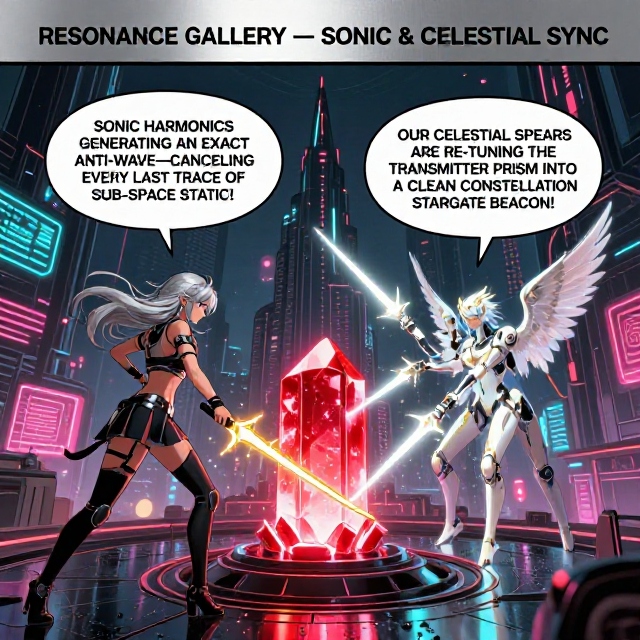 RESONANCE GALLERY — SONIC & CELESTIAL SYNC
SONIC HARMONICS
GENERATING AN EXACT
ANTI-WAVE—CANCELING
EVERY LAST TRACE OF
SUB-SPACE STATIC!
OUR CELESTIAL SPEARS
ARE RE-TUNING THE
TRANSMITTER PRISM INTO
A CLEAN CONSTELLATION
STARGATE BEACON!